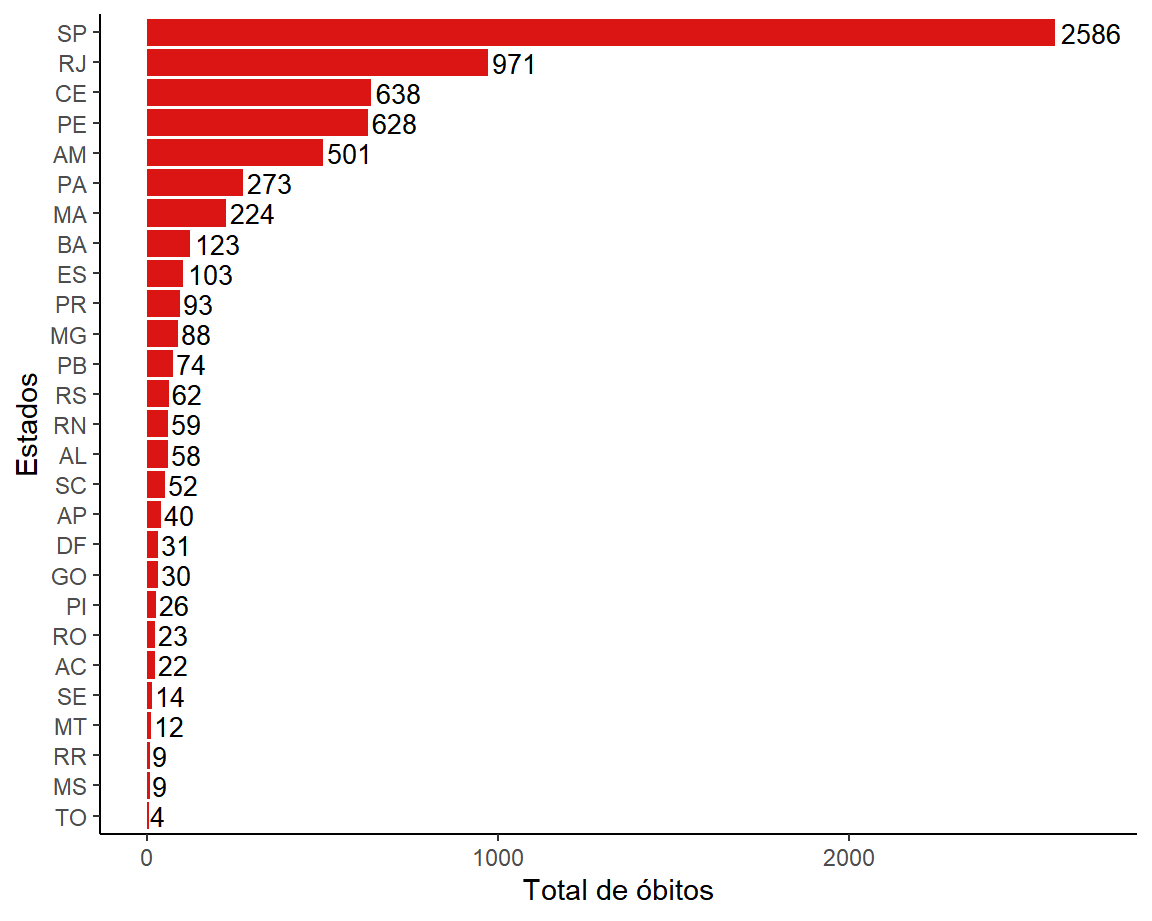 SP 2586
RJ 971
CE 638
PE 628
AM 501
PA 273
MA 224
BA 123
ES 103
PR 93
MG 88
PB 74
RS 62
RN 59
AL 58
SC 52
AP 40
DF 31
GO 30
PI 26
RO 23
AC 22
SE 14
MT 12
RR 9
MS 9
TO 4
Estados
0 1000 2000
Total de óbitos